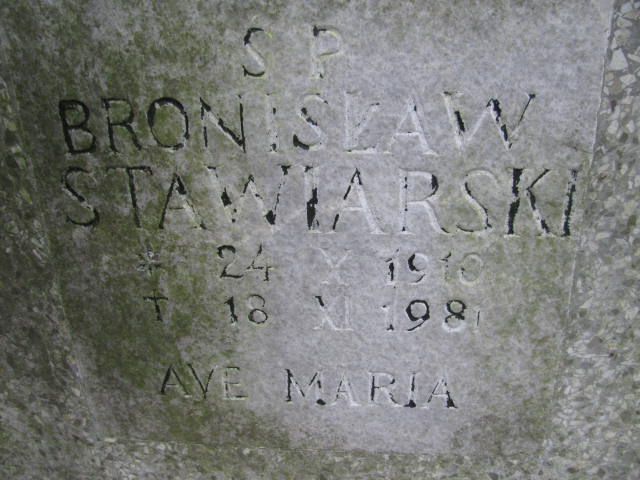 Ś P
BRONISŁAW
STAWIARSKI
* 24 X 1910
† 18 XI 1981
AVE MARIA